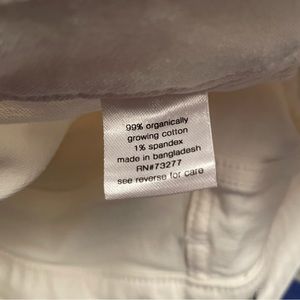 99% organically
growing cotton
1% spandex
made in bangladesh
RN#73277
see reverse for care